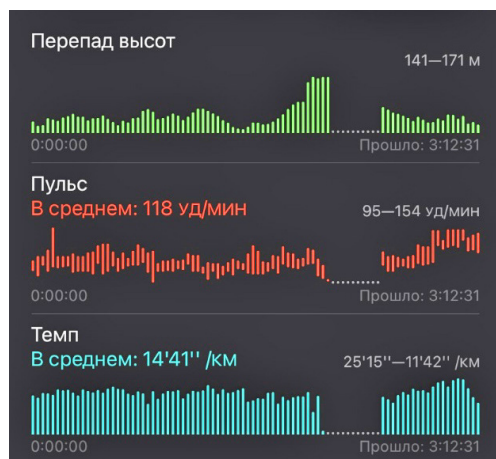 Перепад высот
141—171 м
0:00:00 Прошло: 3:12:31
Пульс
В среднем: 118 уд/мин 95—154 уд/мин
0:00:00 Прошло: 3:12:31
Темп
В среднем: 14'41'' /км 25'15''—11'42'' /км
0:00:00 Прошло: 3:12:31